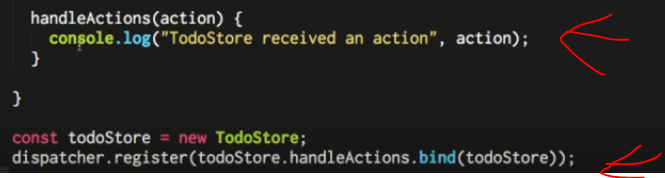 handleActions(action) {
console.log("TodoStore received an action", action);
}
}
const todoStore = new TodoStore;
dispatcher.register(todoStore.handleActions.bind(todoStore));